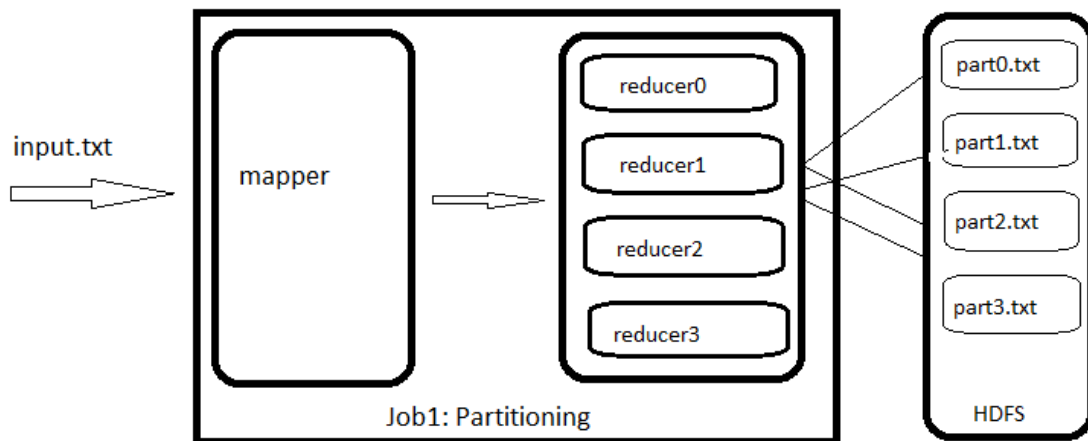 input.txt
mapper
reducer0
reducer1
reducer2
reducer3
Job1: Partitioning
part0.txt
part1.txt
part2.txt
part3.txt
HDFS